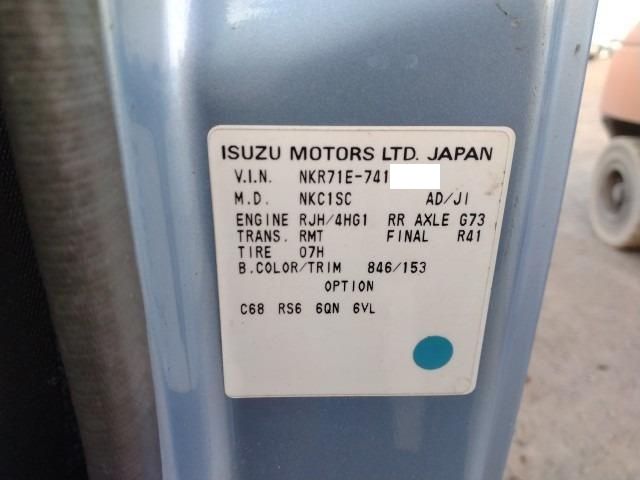 ISUZU MOTORS LTD. JAPAN
V.I.N. NKR71E-741
M.D. NKC1SC AD/JI
ENGINE RJH/4HG1 RR AXLE G73
TRANS. RMT FINAL R41
TIRE 07H
B.COLOR/TRIM 846/153
OPTION
C68 RS6 6QN 6VL